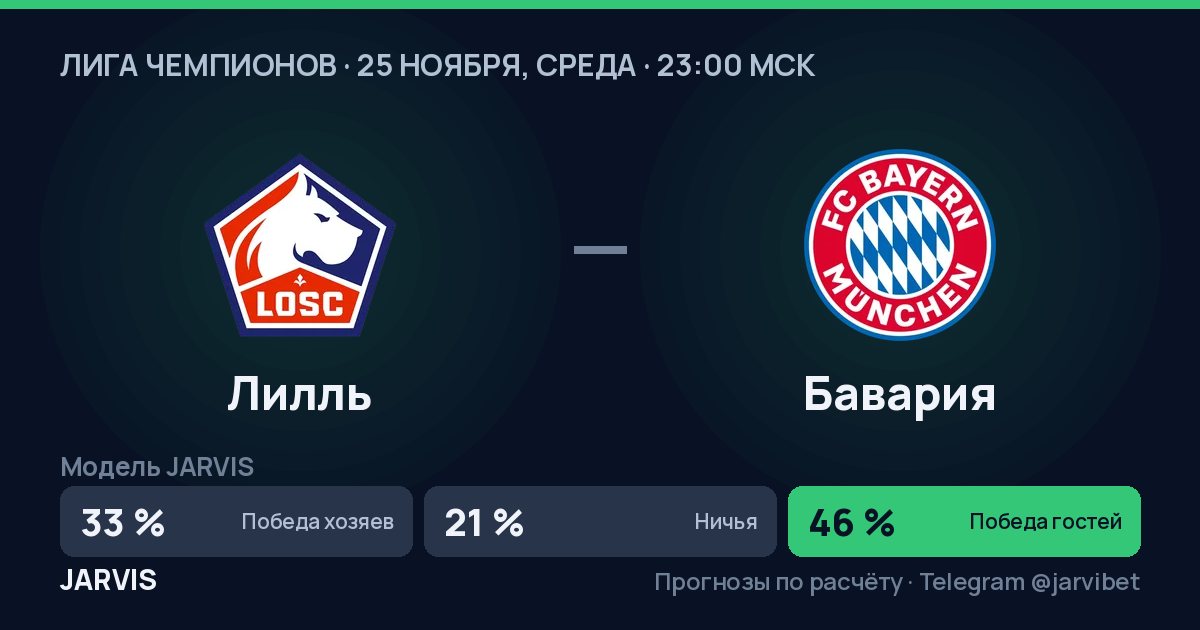 ЛИГА ЧЕМПИОНОВ · 25 НОЯБРЯ, СРЕДА · 23:00 МСК
LOSC
FC BAYERN
MÜNCHEN
—
Лилль
Бавария
Модель JARVIS
33 % Победа хозяев
21 % Ничья
46 % Победа гостей
JARVIS
Прогнозы по расчёту · Telegram @jarvibet